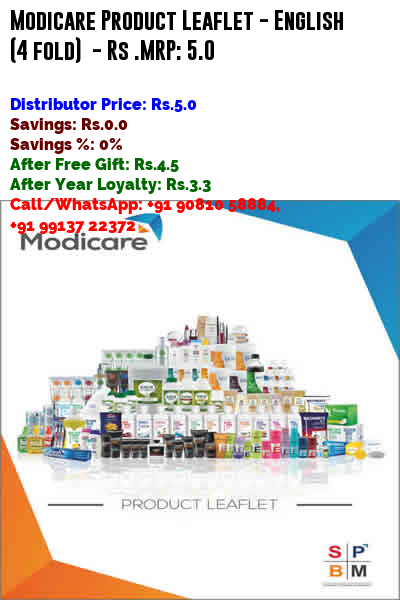 Modicare Product Leaflet - English
(4 fold) - Rs .MRP: 5.0
Distributor Price: Rs.5.0
Savings: Rs.0.0
Savings %: 0%
After Free Gift: Rs.4.5
After Year Loyalty: Rs.3.3
Call/WhatsApp: +91 90810 58884,
+91 99137 22372
Modicare
PRODUCT LEAFLET
S P
B M